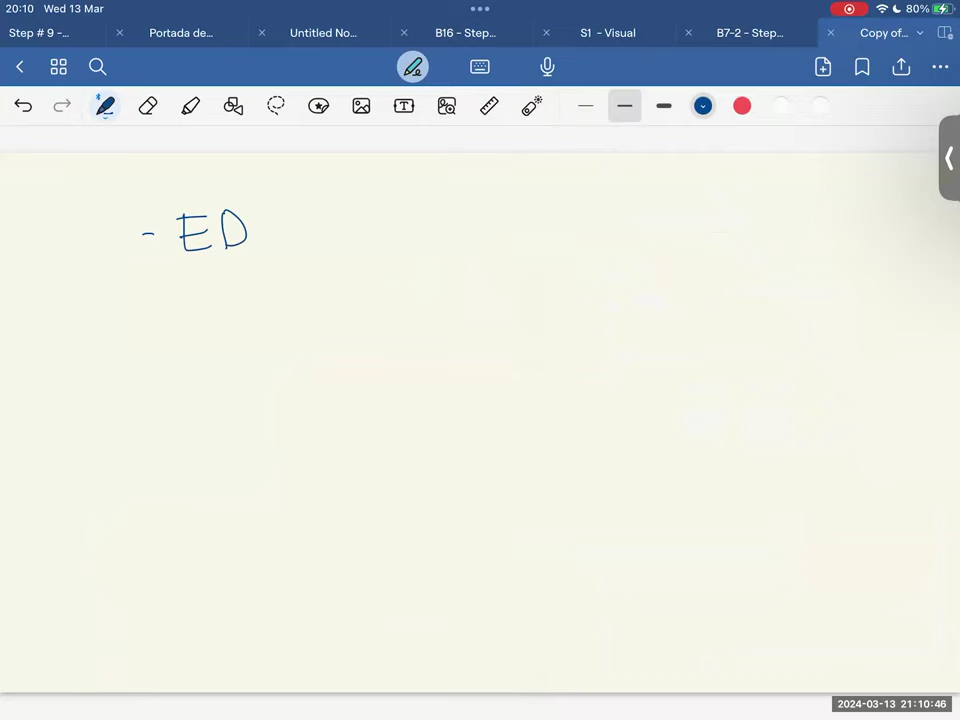 20:10 Wed 13 Mar 80%
Step # 9 –... Portada de... Untitled No... B16 - Step... S1 - Visual B7-2 - Step... Copy of...
T
- ED
2024-03-13 21:10:46